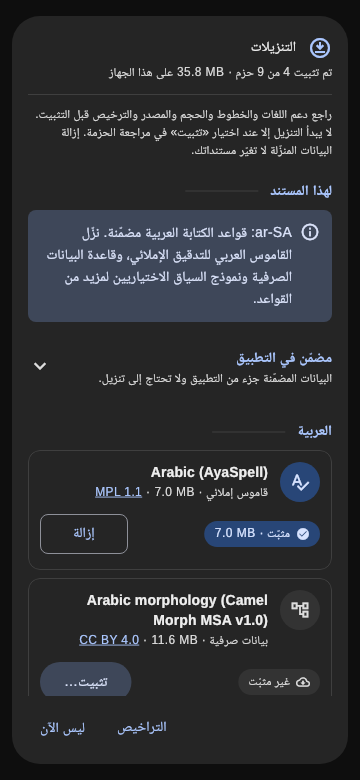 التنزيلات
تم تثبيت 4 من 9 حزم · 35.8 MB على هذا الجهاز
راجع دعم اللغات والخطوط والحجم والمصدر والترخيص قبل التثبيت.
لا يبدأ التنزيل إلا عند اختيار «تثبيت» في مراجعة الحزمة. إزالة
البيانات المنزّلة لا تغيّر مستنداتك.
لهذا المستند
ar-SA: قواعد الكتابة العربية مضمّنة. نزّل
القاموس العربي للتدقيق الإملائي، وقاعدة البيانات
الصرفية ونموذج السياق الاختياريين لمزيد من
القواعد.
مضمّن في التطبيق
البيانات المضمّنة جزء من التطبيق ولا تحتاج إلى تنزيل.
العربية
Arabic (AyaSpell)
قاموس إملائي · 7.0 MB · MPL 1.1
مثبّت · 7.0 MB
إزالة
Arabic morphology (Camel
Morph MSA v1.0)
بيانات صرفية · 11.6 MB · CC BY 4.0
غير مثبّت
تثبيت...
التراخيص
ليس الآن